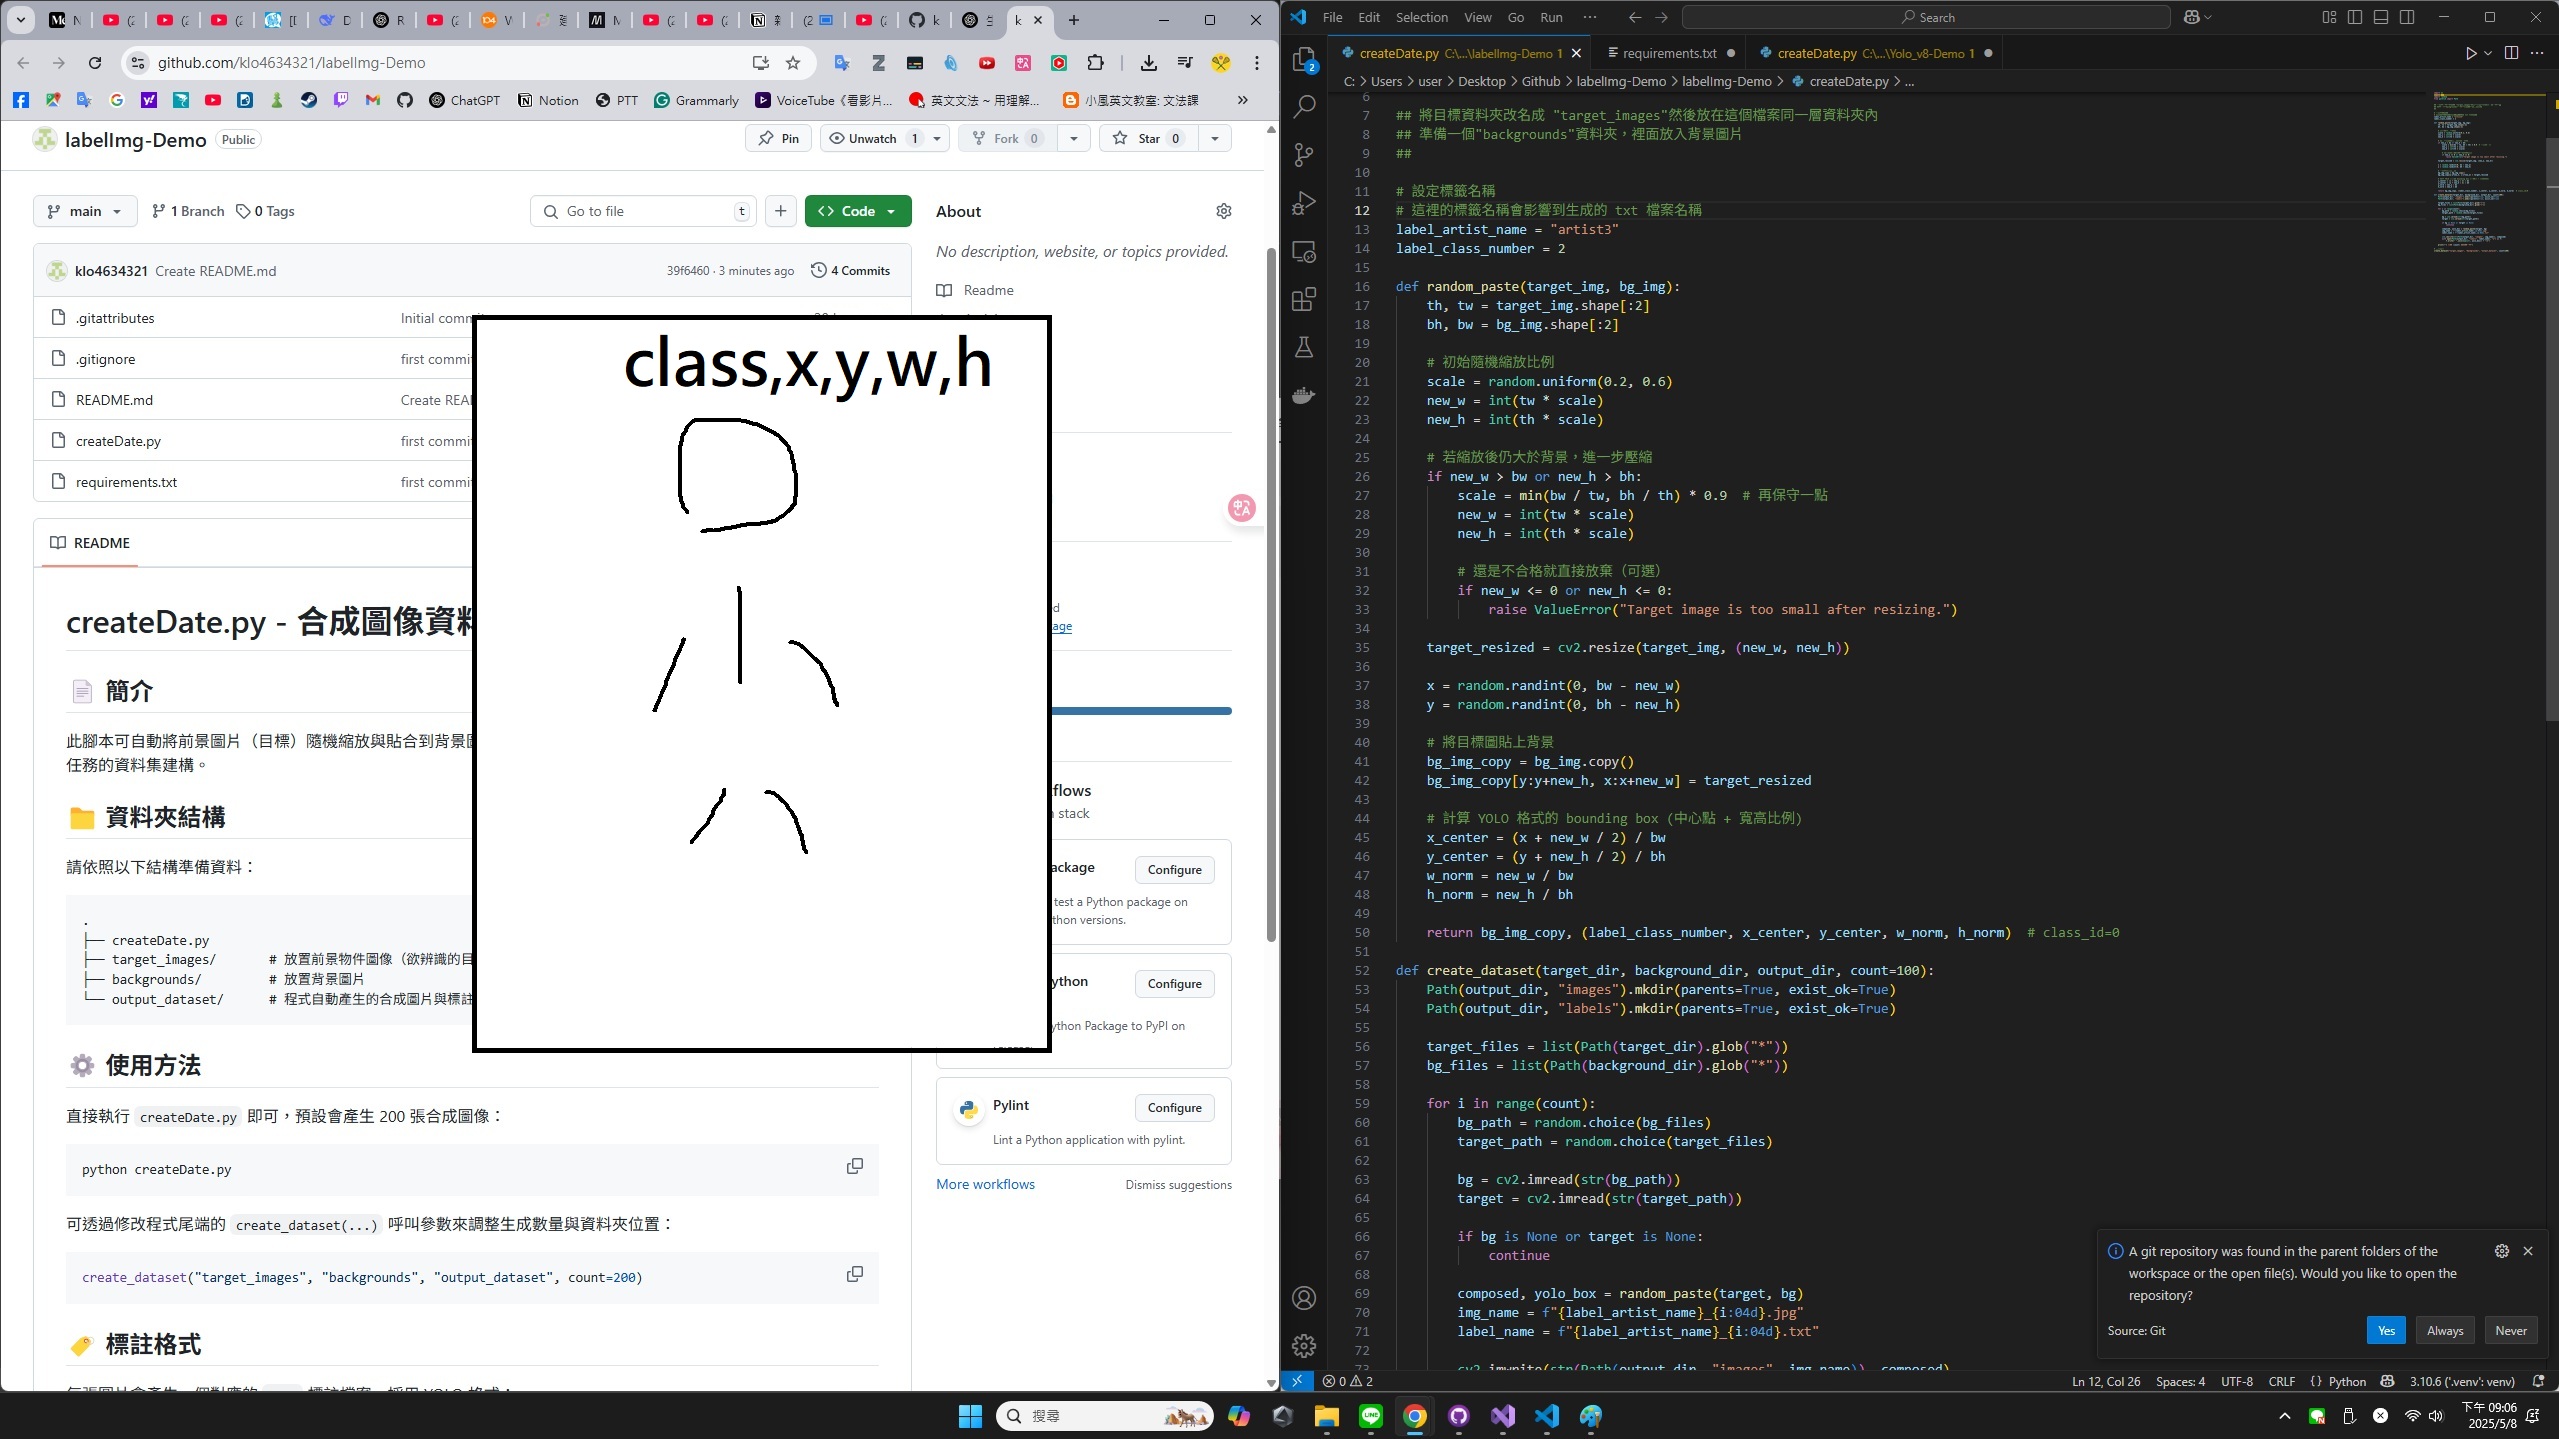 github.com/klo4634321/labelImg-Demo
ChatGPT
Notion
PTT
Grammarly
VoiceTube《看影片...
英文文法 ~ 用理解...
小風英文教室: 文法課
labelImg-Demo
Public
Pin
Unwatch 1
Fork 0
Star 0
main
1 Branch
0 Tags
Go to file
t
Code
klo4634321 Create README.md
39f6460 · 3 minutes ago
4 Commits
.gitattributes
Initial comm
.gitignore
first commi
README.md
Create REA
createDate.py
first commi
requirements.txt
first commi
README
createDate.py - 合成圖像資料
簡介
此腳本可自動將前景圖片（目標）隨機縮放與貼合到背景圖
任務的資料集建構。
資料夾結構
請依照以下結構準備資料：
.
├── createDate.py
├── target_images/ # 放置前景物件圖像（欲辨識的目
├── backgrounds/ # 放置背景圖片
└── output_dataset/ # 程式自動產生的合成圖片與標註
使用方法
直接執行 createDate.py 即可，預設會產生 200 張合成圖像：
python createDate.py
可透過修改程式尾端的 create_dataset(...) 呼叫參數來調整生成數量與資料夾位置：
create_dataset("target_images", "backgrounds", "output_dataset", count=200)
標註格式
About
No description, website, or topics provided.
Readme
class,x,y,w,h
flows
stack
ackage
Configure
test a Python package on
thon versions.
ython
Configure
ython Package to PyPI on
Pylint
Configure
Lint a Python application with pylint.
More workflows
Dismiss suggestions
File Edit Selection View Go Run ···
Search
createDate.py C:\...\labelImg-Demo 1
requirements.txt
createDate.py C:\...\Yolo_v8-Demo 1
C: > Users > user > Desktop > Github > labelImg-Demo > labelImg-Demo > createDate.py > ...
6
7 ## 將目標資料夾改名成 "target_images"然後放在這個檔案同一層資料夾內
8 ## 準備一個"backgrounds"資料夾，裡面放入背景圖片
9 ##
10
11 # 設定標籤名稱
12 # 這裡的標籤名稱會影響到生成的 txt 檔案名稱
13 label_artist_name = "artist3"
14 label_class_number = 2
15
16 def random_paste(target_img, bg_img):
17 th, tw = target_img.shape[:2]
18 bh, bw = bg_img.shape[:2]
19
20 # 初始隨機縮放比例
21 scale = random.uniform(0.2, 0.6)
22 new_w = int(tw * scale)
23 new_h = int(th * scale)
24
25 # 若縮放後仍大於背景，進一步壓縮
26 if new_w > bw or new_h > bh:
27 scale = min(bw / tw, bh / th) * 0.9 # 再保守一點
28 new_w = int(tw * scale)
29 new_h = int(th * scale)
30
31 # 還是不合格就直接放棄（可選）
32 if new_w <= 0 or new_h <= 0:
33 raise ValueError("Target image is too small after resizing.")
34
35 target_resized = cv2.resize(target_img, (new_w, new_h))
36
37 x = random.randint(0, bw - new_w)
38 y = random.randint(0, bh - new_h)
39
40 # 將目標圖貼上背景
41 bg_img_copy = bg_img.copy()
42 bg_img_copy[y:y+new_h, x:x+new_w] = target_resized
43
44 # 計算 YOLO 格式的 bounding box (中心點 + 寬高比例)
45 x_center = (x + new_w / 2) / bw
46 y_center = (y + new_h / 2) / bh
47 w_norm = new_w / bw
48 h_norm = new_h / bh
49
50 return bg_img_copy, (label_class_number, x_center, y_center, w_norm, h_norm) # class_id=0
51
52 def create_dataset(target_dir, background_dir, output_dir, count=100):
53 Path(output_dir, "images").mkdir(parents=True, exist_ok=True)
54 Path(output_dir, "labels").mkdir(parents=True, exist_ok=True)
55
56 target_files = list(Path(target_dir).glob("*"))
57 bg_files = list(Path(background_dir).glob("*"))
58
59 for i in range(count):
60 bg_path = random.choice(bg_files)
61 target_path = random.choice(target_files)
62
63 bg = cv2.imread(str(bg_path))
64 target = cv2.imread(str(target_path))
65
66 if bg is None or target is None:
67 continue
68
69 composed, yolo_box = random_paste(target, bg)
70 img_name = f"{label_artist_name}_{i:04d}.jpg"
71 label_name = f"{label_artist_name}_{i:04d}.txt"
72
73 cv2.imwrite(str(Path(output_dir, "images", img_name)), composed)
A git repository was found in the parent folders of the
workspace or the open file(s). Would you like to open the
repository?
Source: Git
Yes
Always
Never
0 2
Ln 12, Col 26
Spaces: 4
UTF-8
CRLF
{ } Python
3.10.6 ('.venv': venv)
搜尋
下午 09:06
2025/5/8